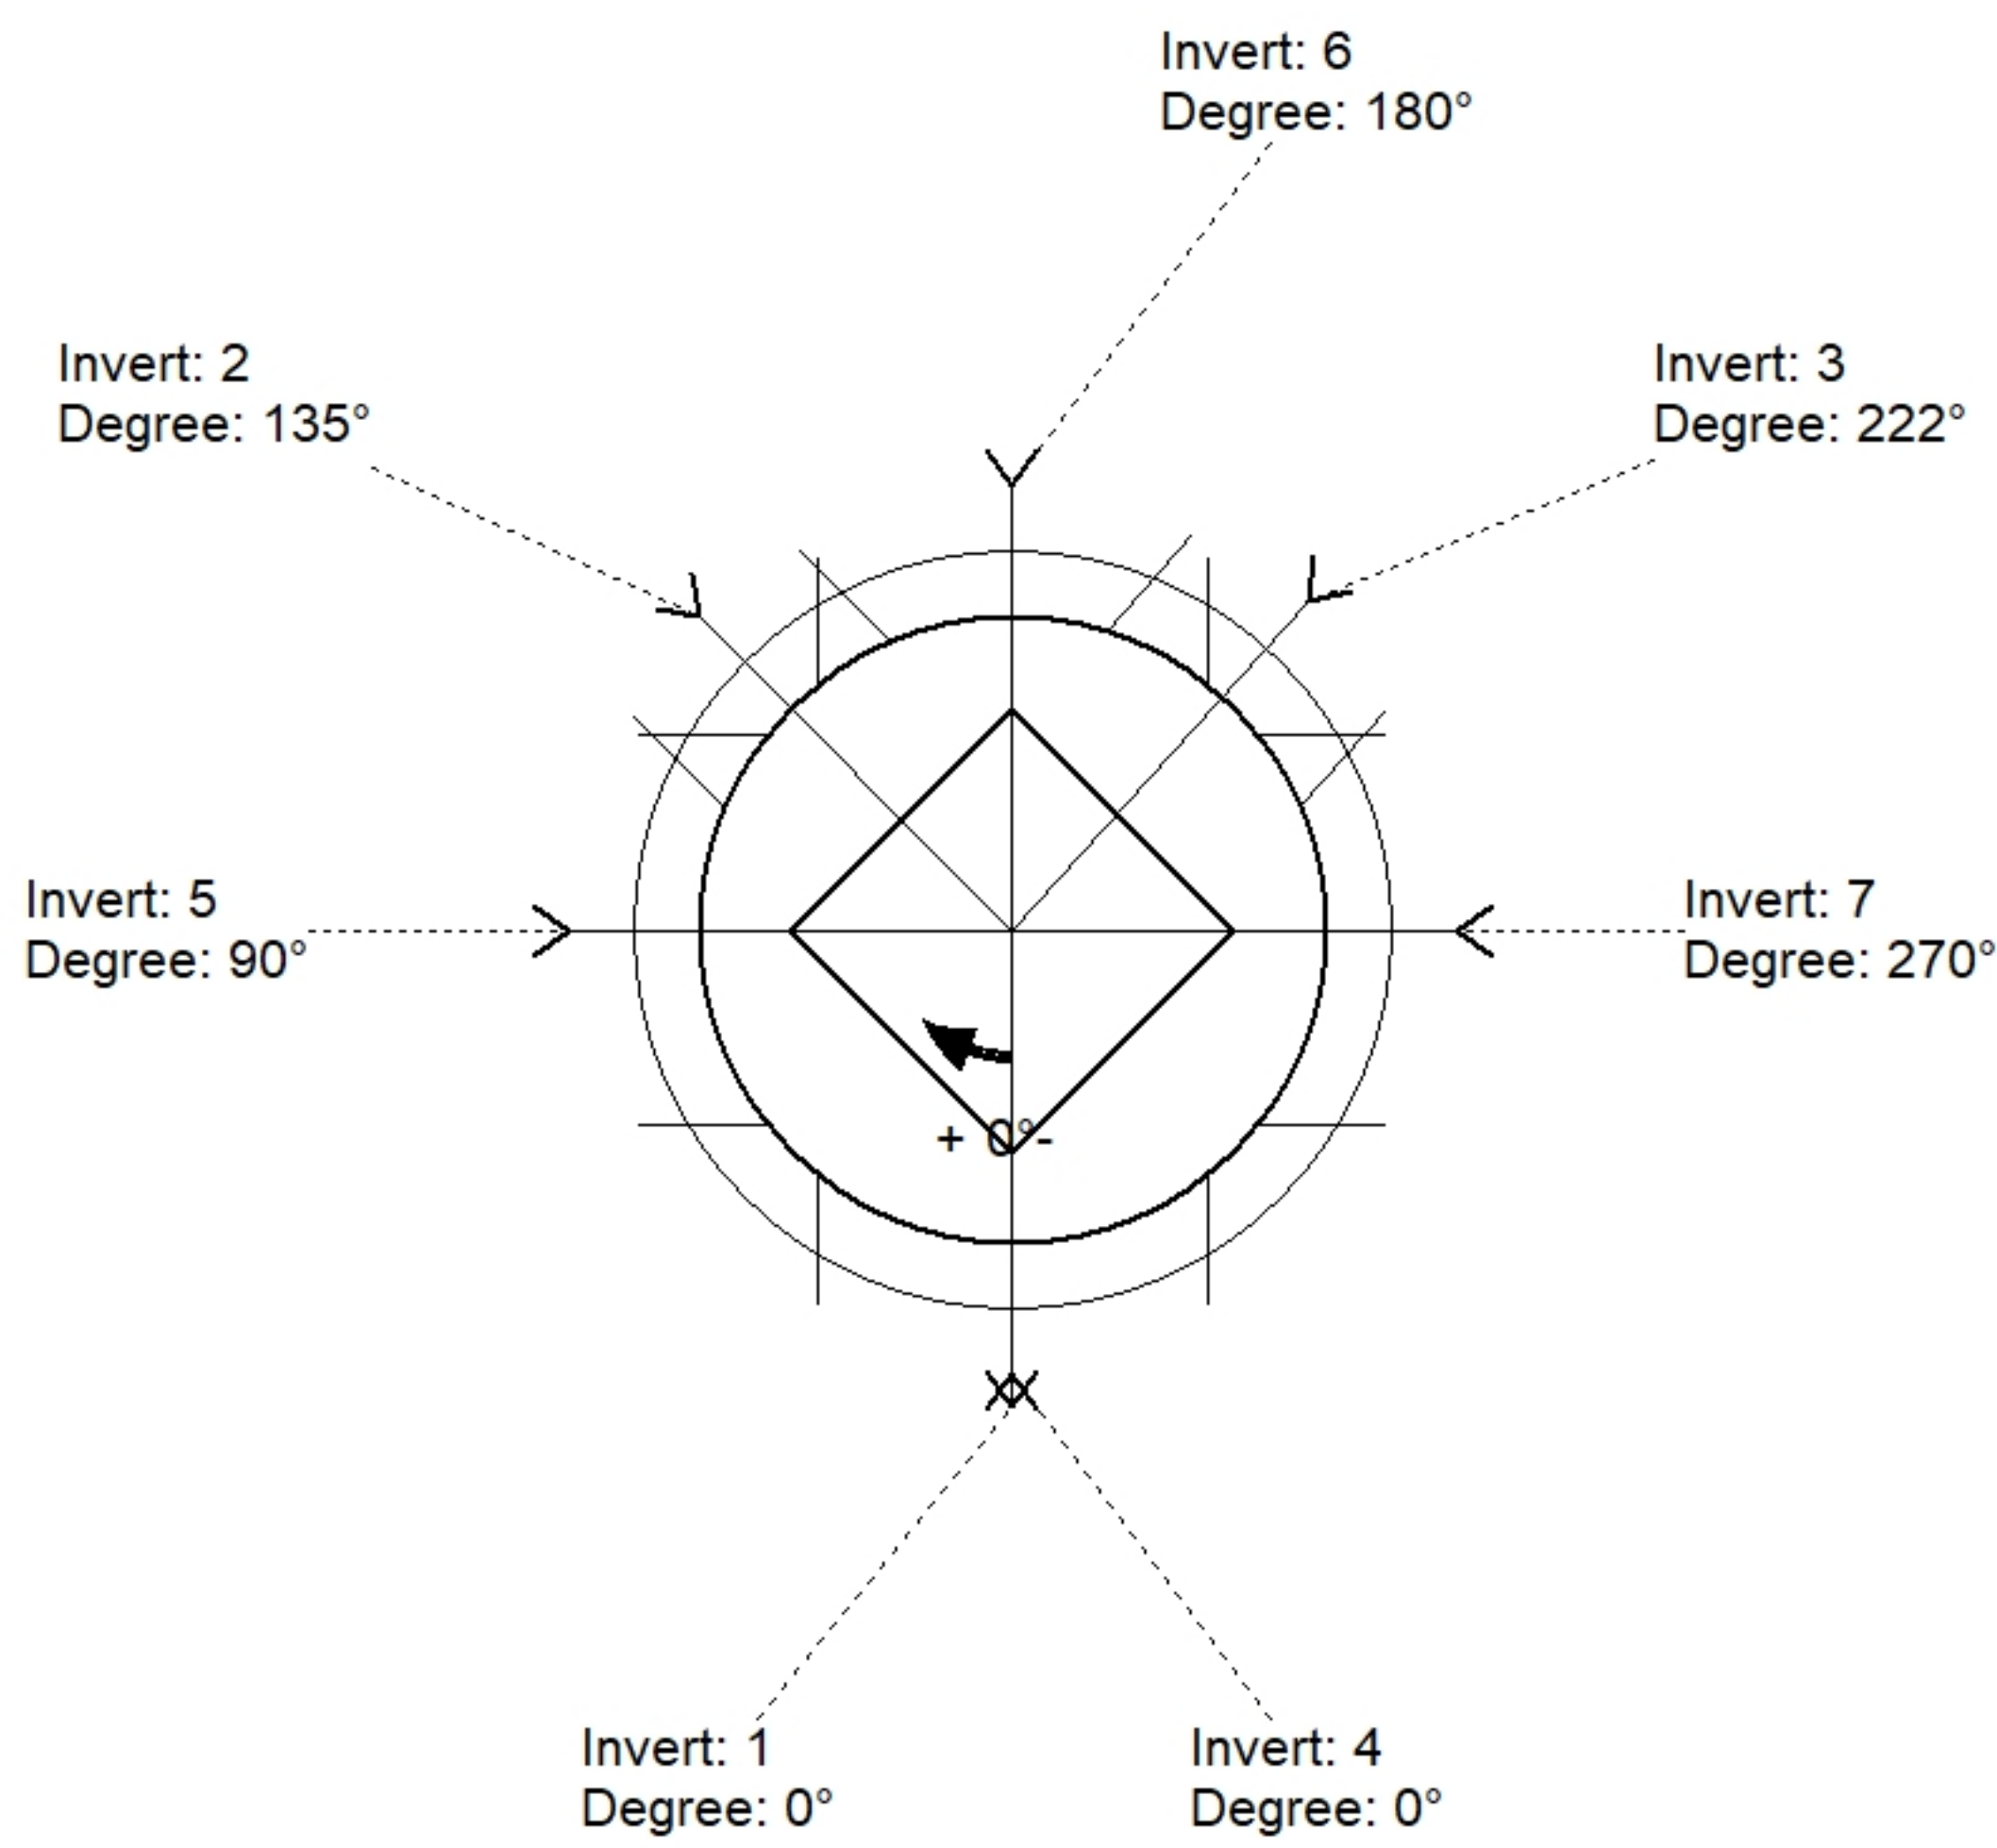 Invert: 6
Degree: 180°
Invert: 2
Degree: 135°
Invert: 3
Degree: 222°
Invert: 5
Degree: 90°
Invert: 7
Degree: 270°
+ 0°-
Invert: 1
Degree: 0°
Invert: 4
Degree: 0°